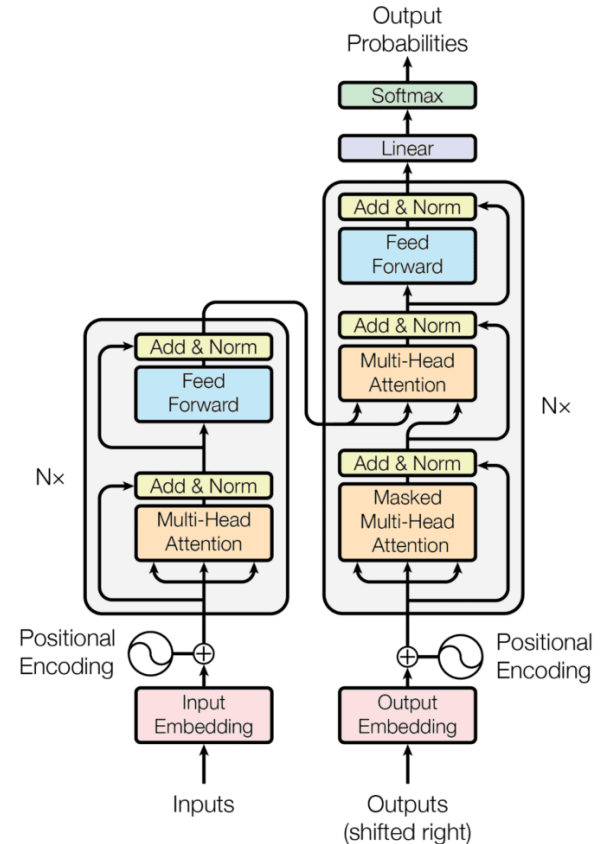 Output
Probabilities
Softmax
Linear
Add & Norm
Feed
Forward
Add & Norm
Multi-Head
Attention
Add & Norm
Masked
Multi-Head
Attention
Nx
Add & Norm
Feed
Forward
Add & Norm
Multi-Head
Attention
N×
Positional
Encoding
Positional
Encoding
Input
Embedding
Output
Embedding
Inputs
Outputs
(shifted right)